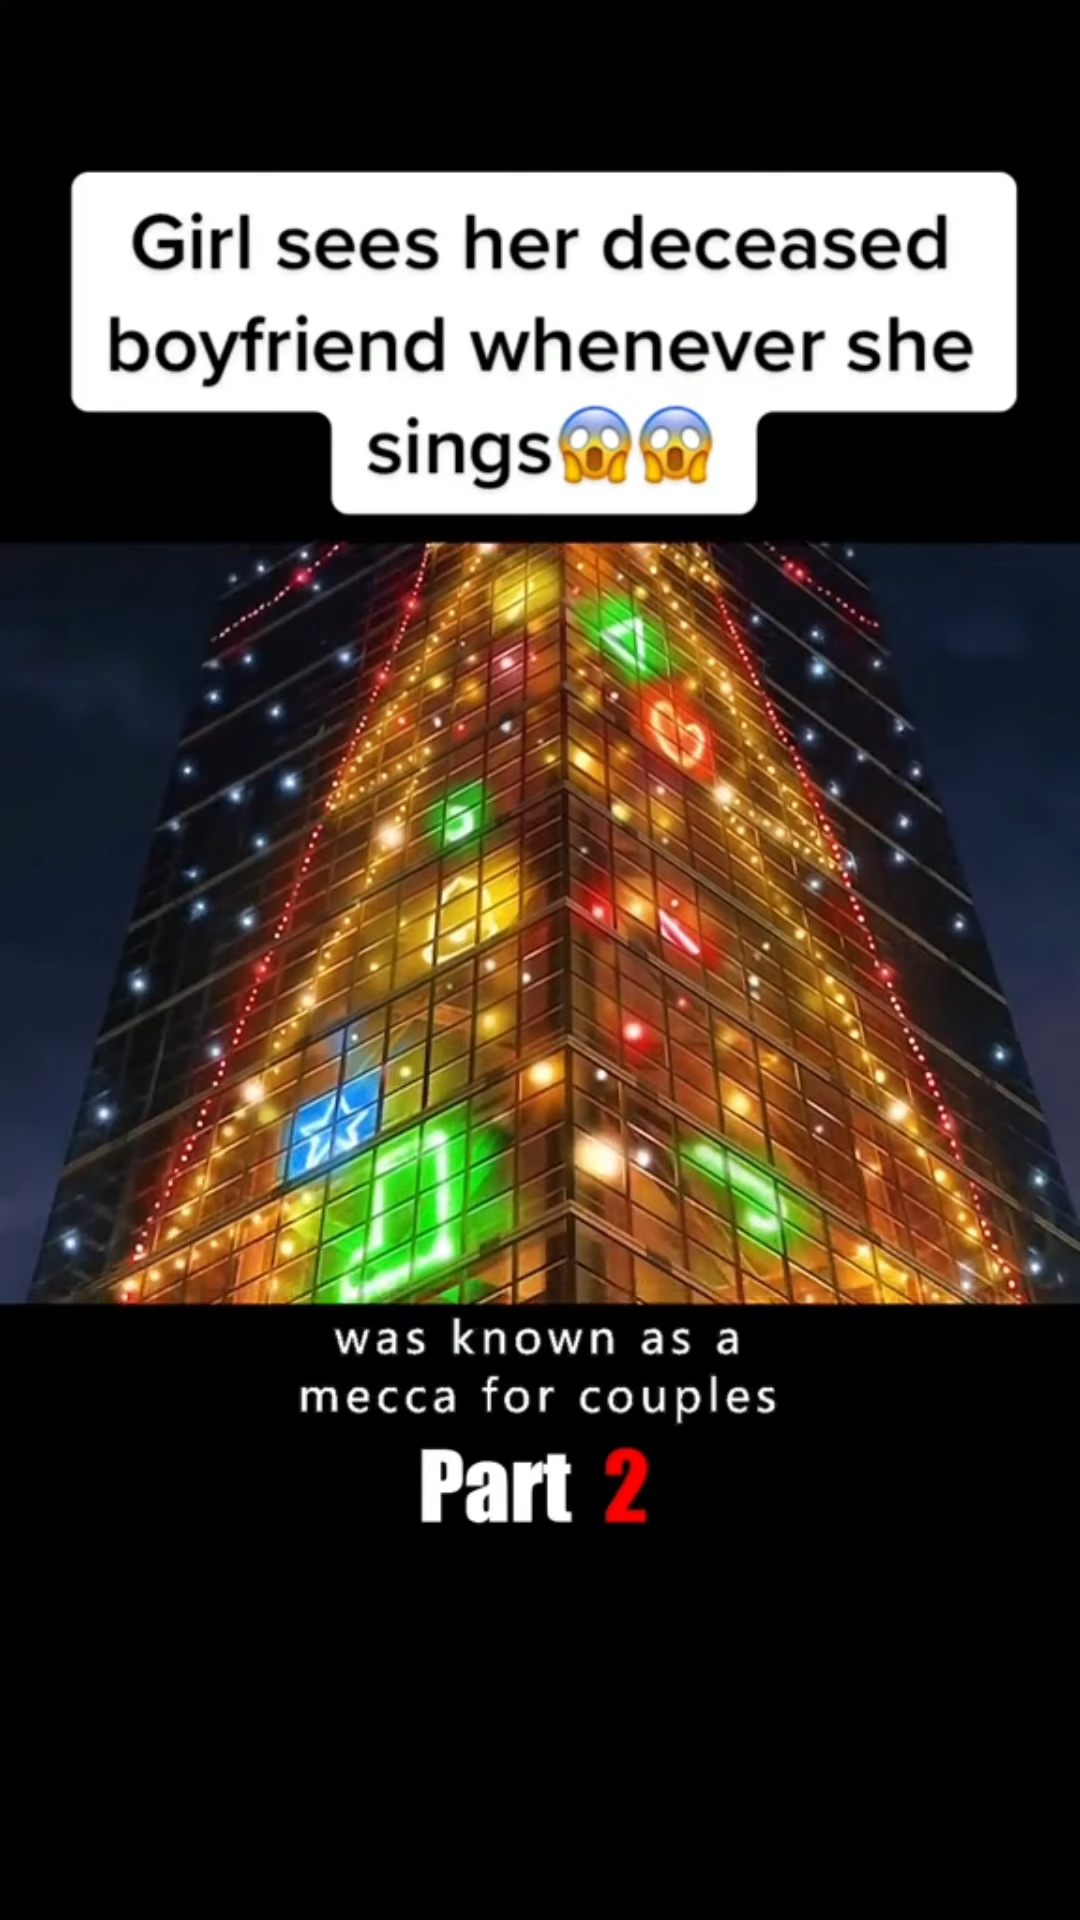 Girl sees her deceased
boyfriend whenever she
sings😱😱
was known as a
mecca for couples
Part 2